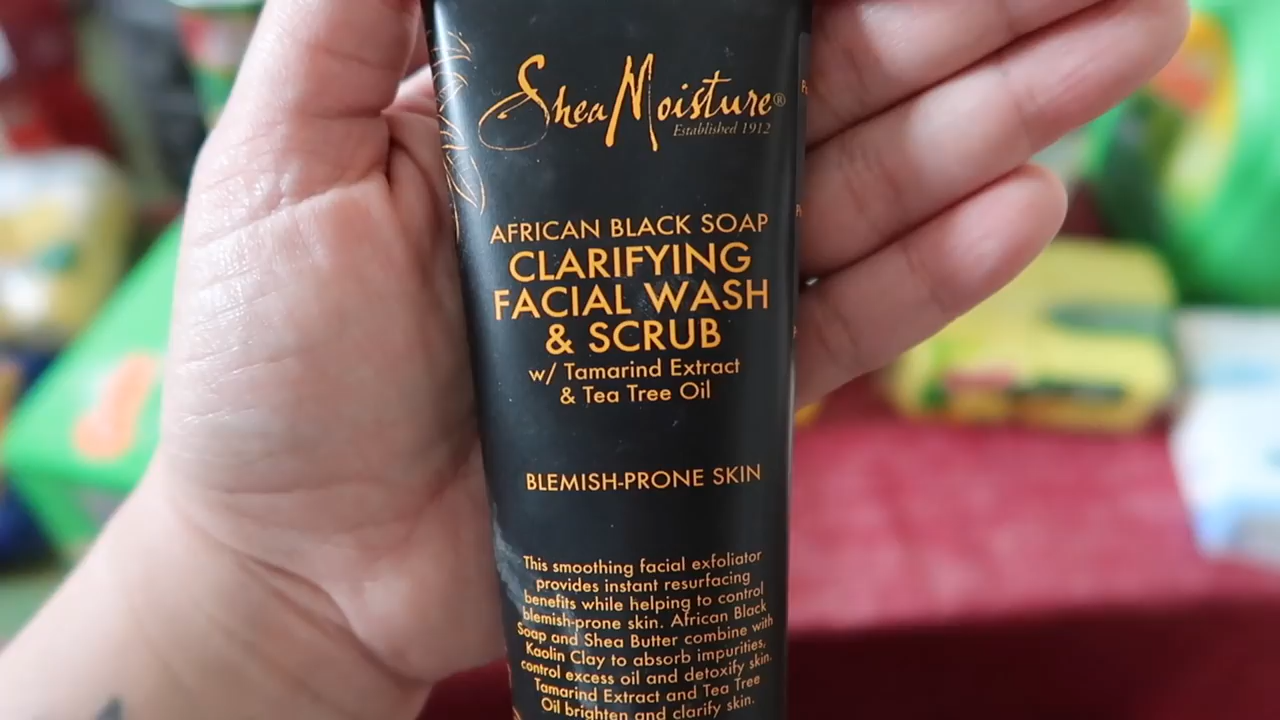 SheaMoisture®
Established 1912
AFRICAN BLACK SOAP
CLARIFYING
FACIAL WASH
& SCRUB
w/ Tamarind Extract
& Tea Tree Oil
BLEMISH-PRONE SKIN
This smoothing facial exfoliator
provides instant resurfacing
benefits while helping to control
blemish-prone skin. African Black
Soap and Shea Butter combine with
Kaolin Clay to absorb impurities,
control excess oil and detoxify skin.
Tamarind Extract and Tea Tree
Oil brighten and clarify skin.